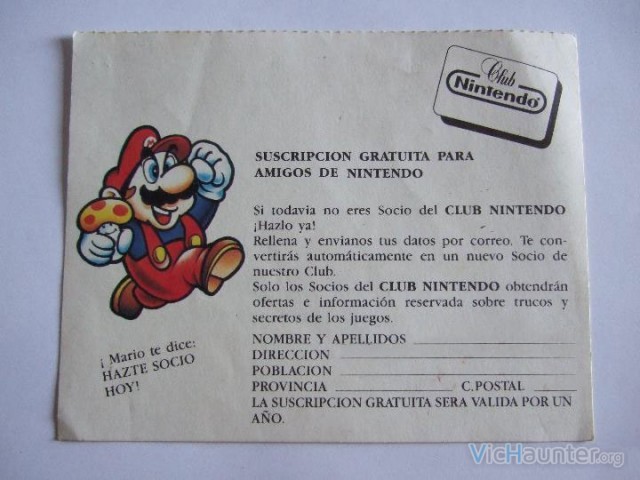 Club
Nintendo
SUSCRIPCION GRATUITA PARA
AMIGOS DE NINTENDO
Si todavia no eres Socio del CLUB NINTENDO
¡Hazlo ya!
Rellena y envianos tus datos por correo. Te con-
vertirás automáticamente en un nuevo Socio de
nuestro Club.
Solo los Socios del CLUB NINTENDO obtendrán
ofertas e información reservada sobre trucos y
secretos de los juegos.
¡ Mario te dice:
HAZTE SOCIO
HOY!
NOMBRE Y APELLIDOS
DIRECCION
POBLACION
PROVINCIA C.POSTAL
LA SUSCRIPCION GRATUITA SERA VALIDA POR UN
AÑO.
VicHaunter.org